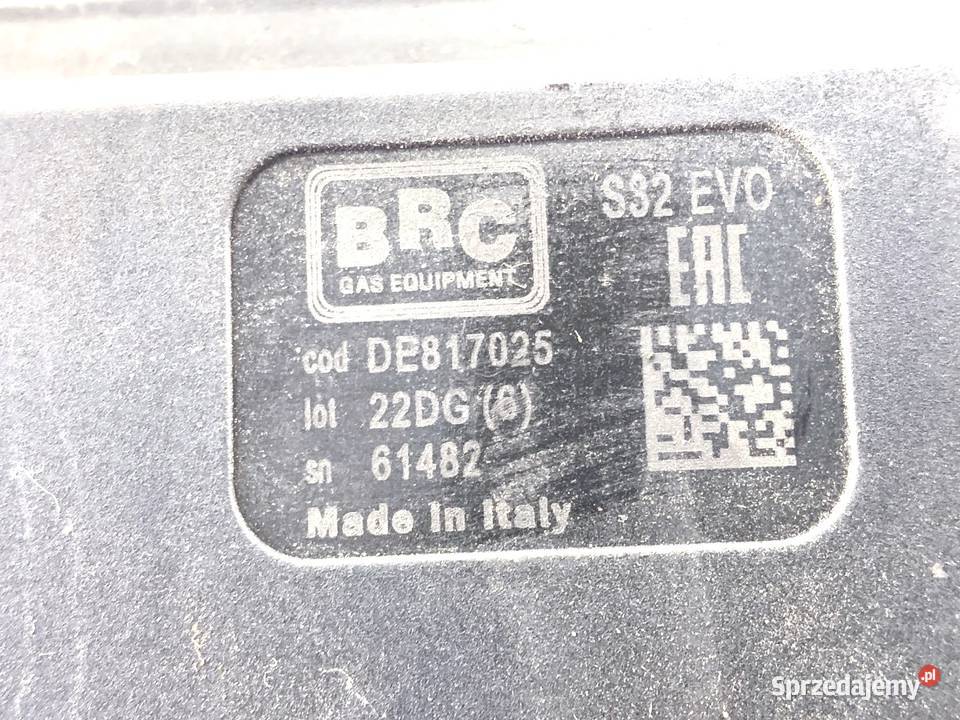 BRC
GAS EQUIPMENT
S32 EVO
EAC
cod DE817025
lot 22DG
sn 61482
Made in Italy
Sprzedajemy.pl